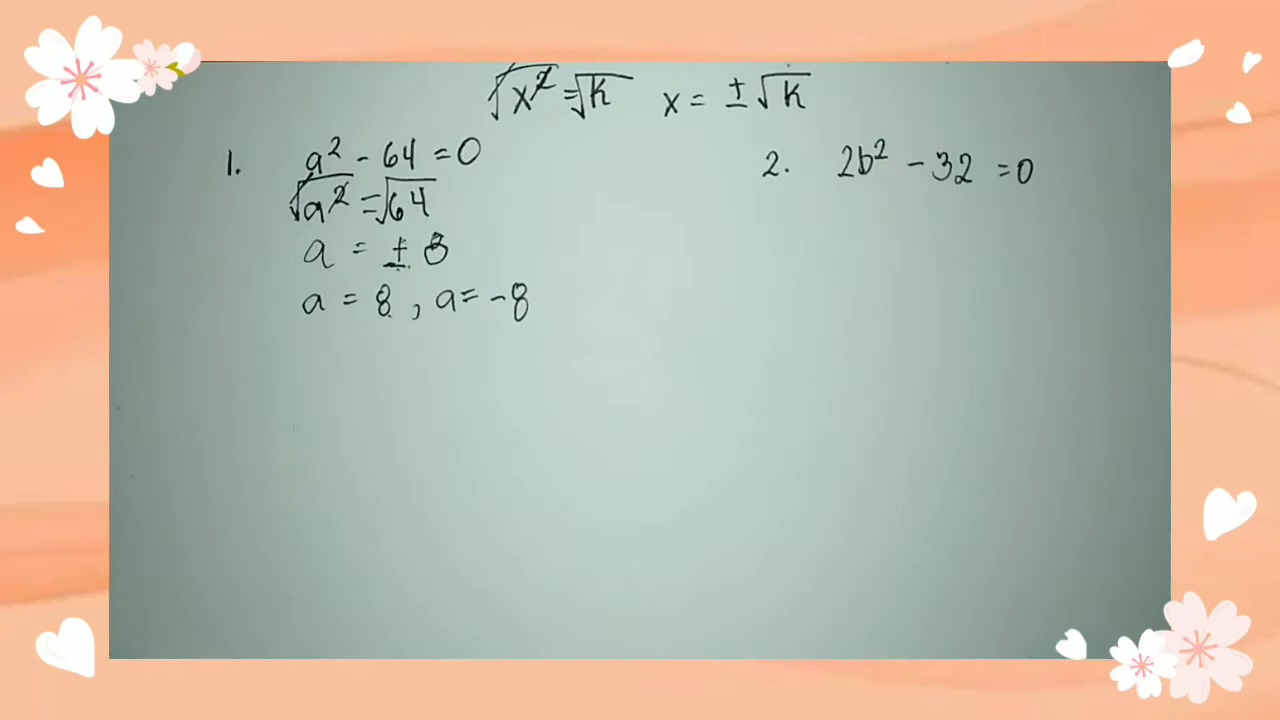 √x² = √k   x = ±√k
1. a² - 64 = 0
√a² = √64
a = ± 8
a = 8, a = -8
2. 2b² - 32 = 0